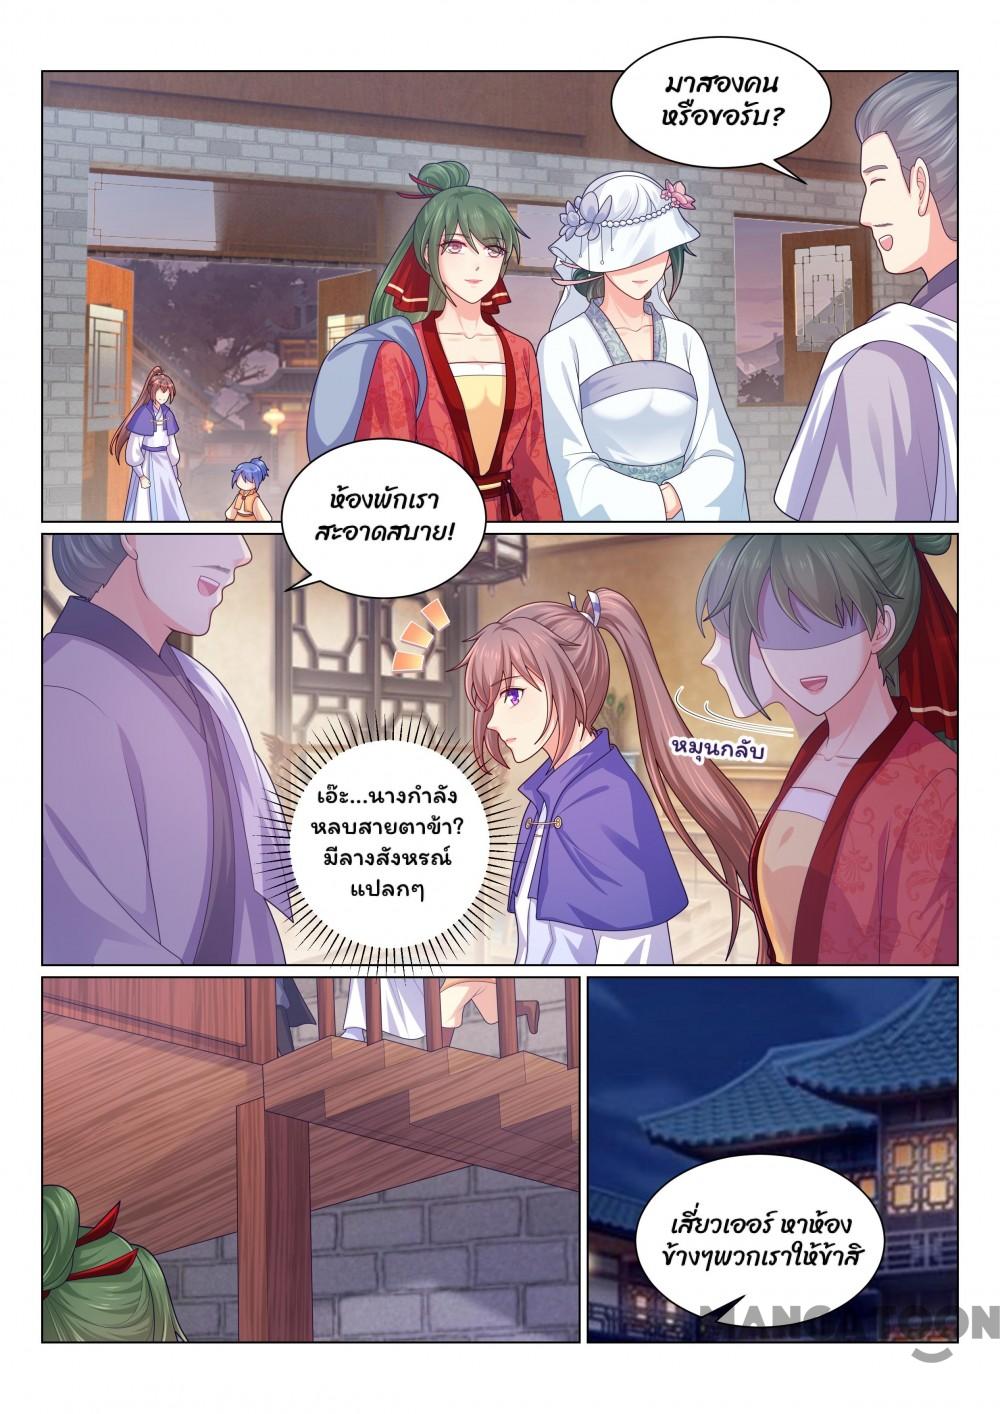 มาสองคน
หรือขอรับ?
ห้องพักเรา
สะอาดสบาย!
หมุนกลับ
เอ๊ะ...นางกำลัง
หลบสายตาข้า?
มีลางสังหรณ์
แปลกๆ
เสี่ยวเออร์ หาห้อง
ข้างๆพวกเราให้ข้าสิ
MANGATOON